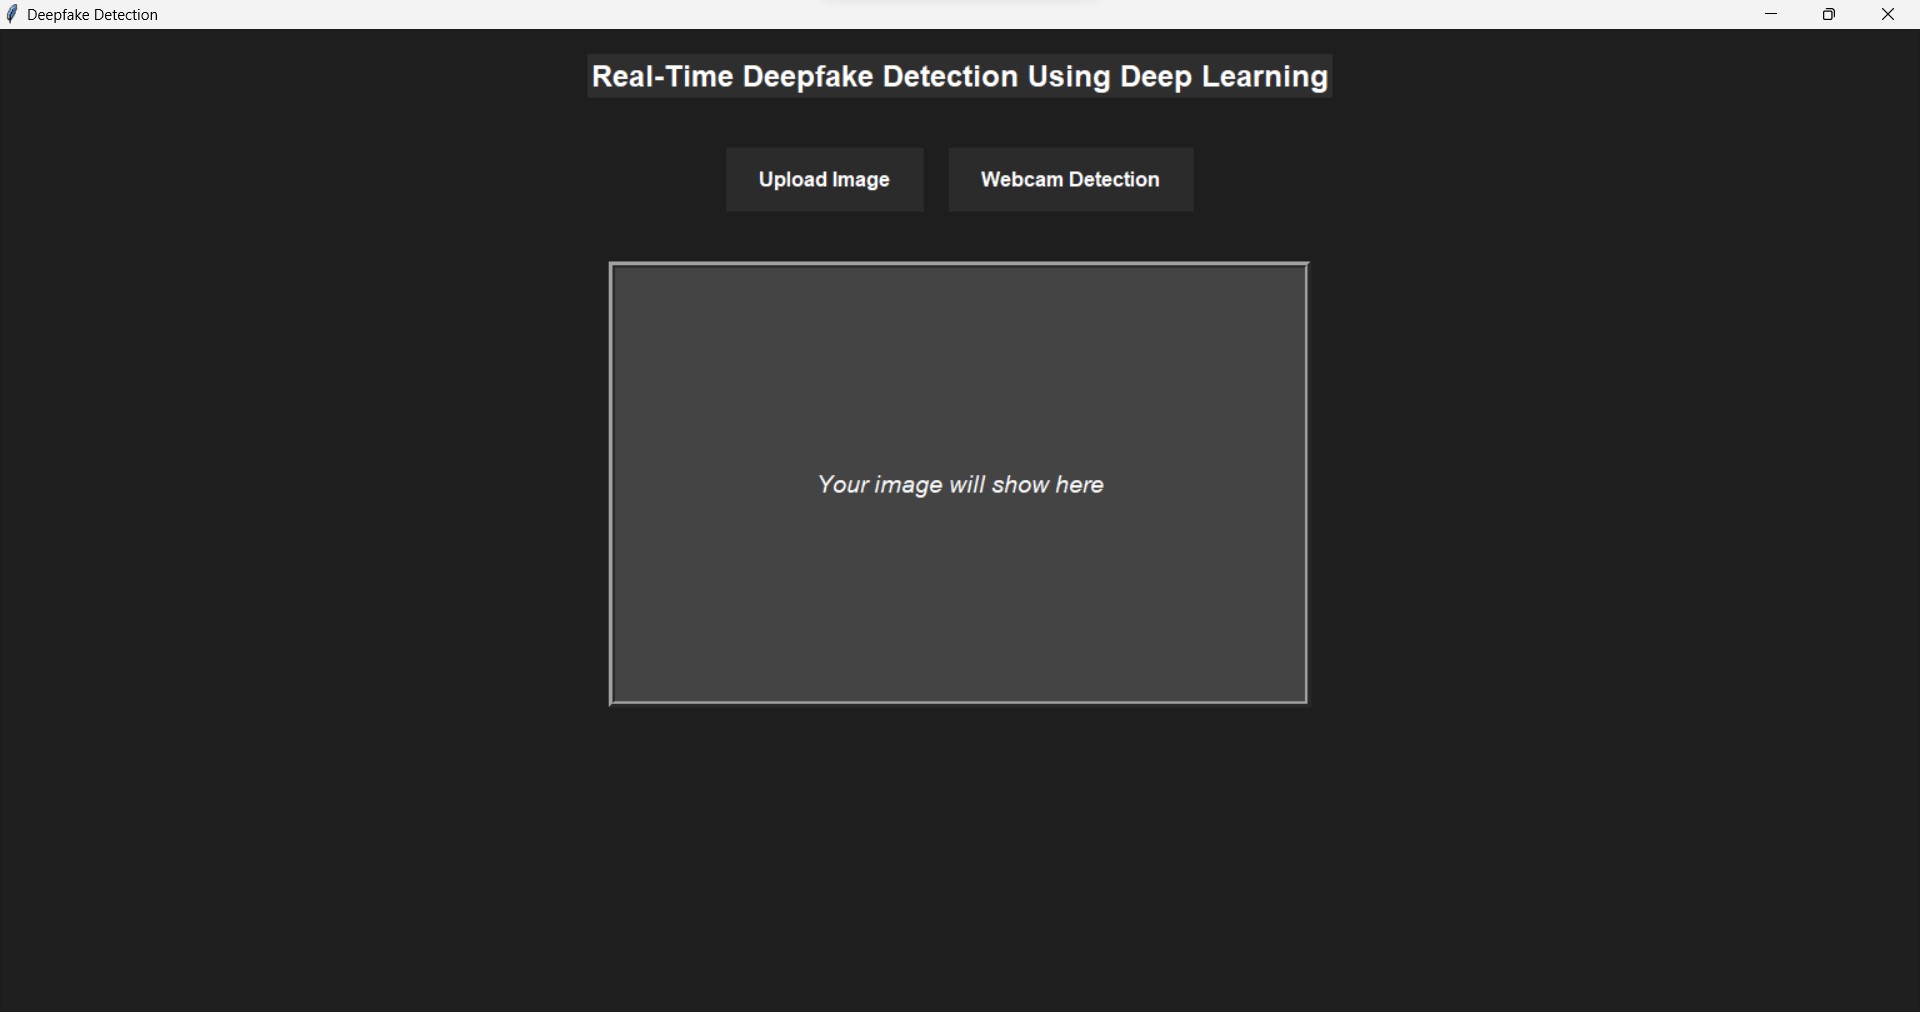 Deepfake Detection
Real-Time Deepfake Detection Using Deep Learning
Upload Image
Webcam Detection
Your image will show here